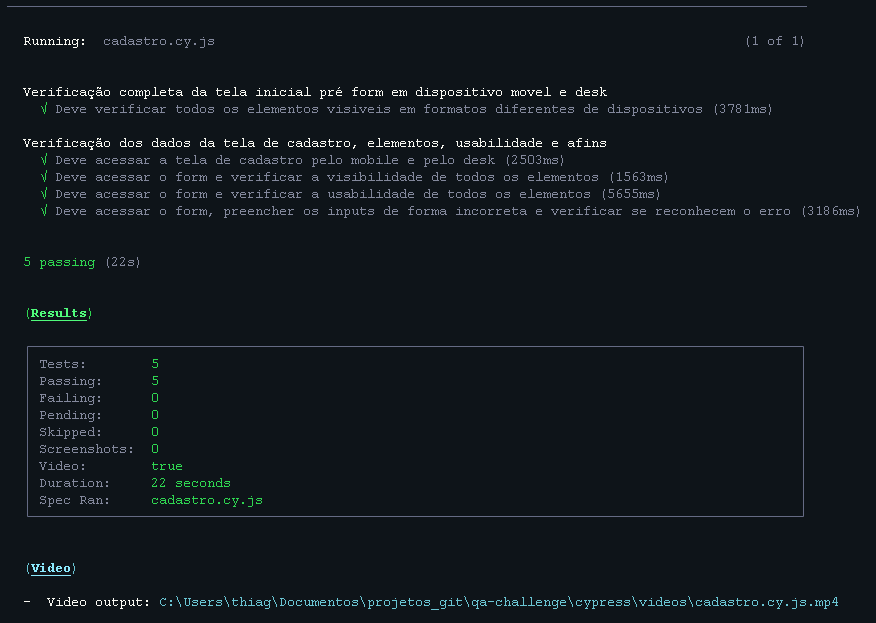 Running:  cadastro.cy.js (1 of 1)
Verificação completa da tela inicial pré form em dispositivo movel e desk
√ Deve verificar todos os elementos visiveis em formatos diferentes de dispositivos (3781ms)
Verificação dos dados da tela de cadastro, elementos, usabilidade e afins
√ Deve acessar a tela de cadastro pelo mobile e pelo desk (2503ms)
√ Deve acessar o form e verificar a visibilidade de todos os elementos (1563ms)
√ Deve acessar o form e verificar a usabilidade de todos os elementos (5655ms)
√ Deve acessar o form, preencher os inputs de forma incorreta e verificar se reconhecem o erro (3186ms)
5 passing (22s)
(Results)
Tests: 5
Passing: 5
Failing: 0
Pending: 0
Skipped: 0
Screenshots: 0
Video: true
Duration: 22 seconds
Spec Ran: cadastro.cy.js
(Video)
-  Video output: C:\Users\thiag\Documentos\projetos_git\qa-challenge\cypress\videos\cadastro.cy.js.mp4